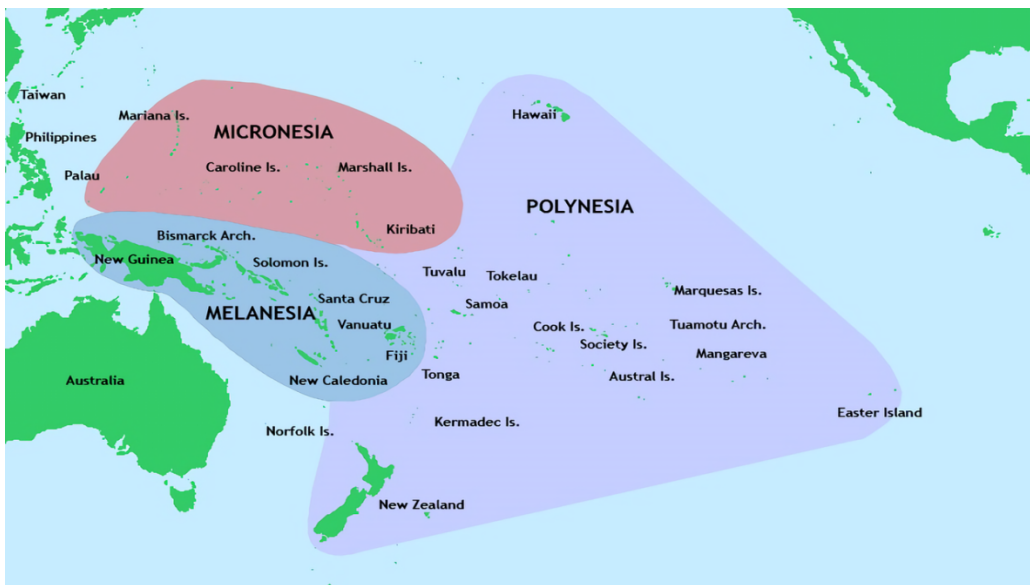 Taiwan
Hawaii
Mariana Is.
MICRONESIA
Philippines
Caroline Is.
Marshall Is.
Palau
POLYNESIA
Kiribati
Bismarck Arch.
New Guinea
Solomon Is.
Tuvalu
Tokelau
Marquesas Is.
Santa Cruz
Samoa
MELANESIA
Vanuatu
Cook Is.
Tuamotu Arch.
Society Is.
Fiji
Mangareva
Australia
New Caledonia
Tonga
Austral Is.
Easter Island
Norfolk Is.
Kermadec Is.
New Zealand